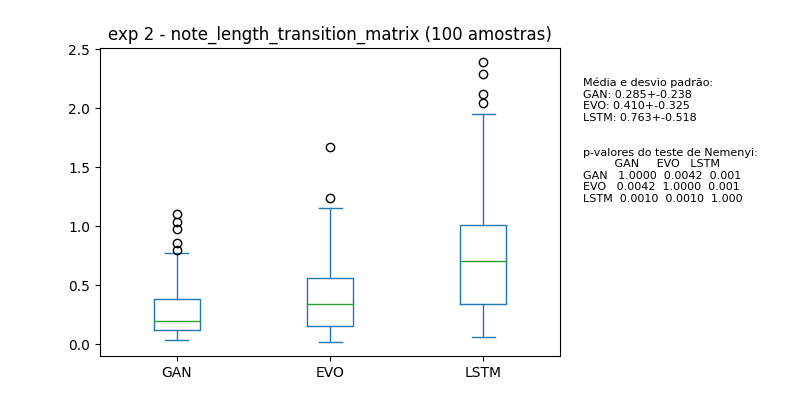 exp 2 - note_length_transition_matrix (100 amostras)
2.5
2.0
1.5
1.0
0.5
0.0
GAN EVO LSTM
Média e desvio padrão:
GAN: 0.285+-0.238
EVO: 0.410+-0.325
LSTM: 0.763+-0.518
p-valores do teste de Nemenyi:
GAN EVO LSTM
GAN 1.0000 0.0042 0.001
EVO 0.0042 1.0000 0.001
LSTM 0.0010 0.0010 1.000